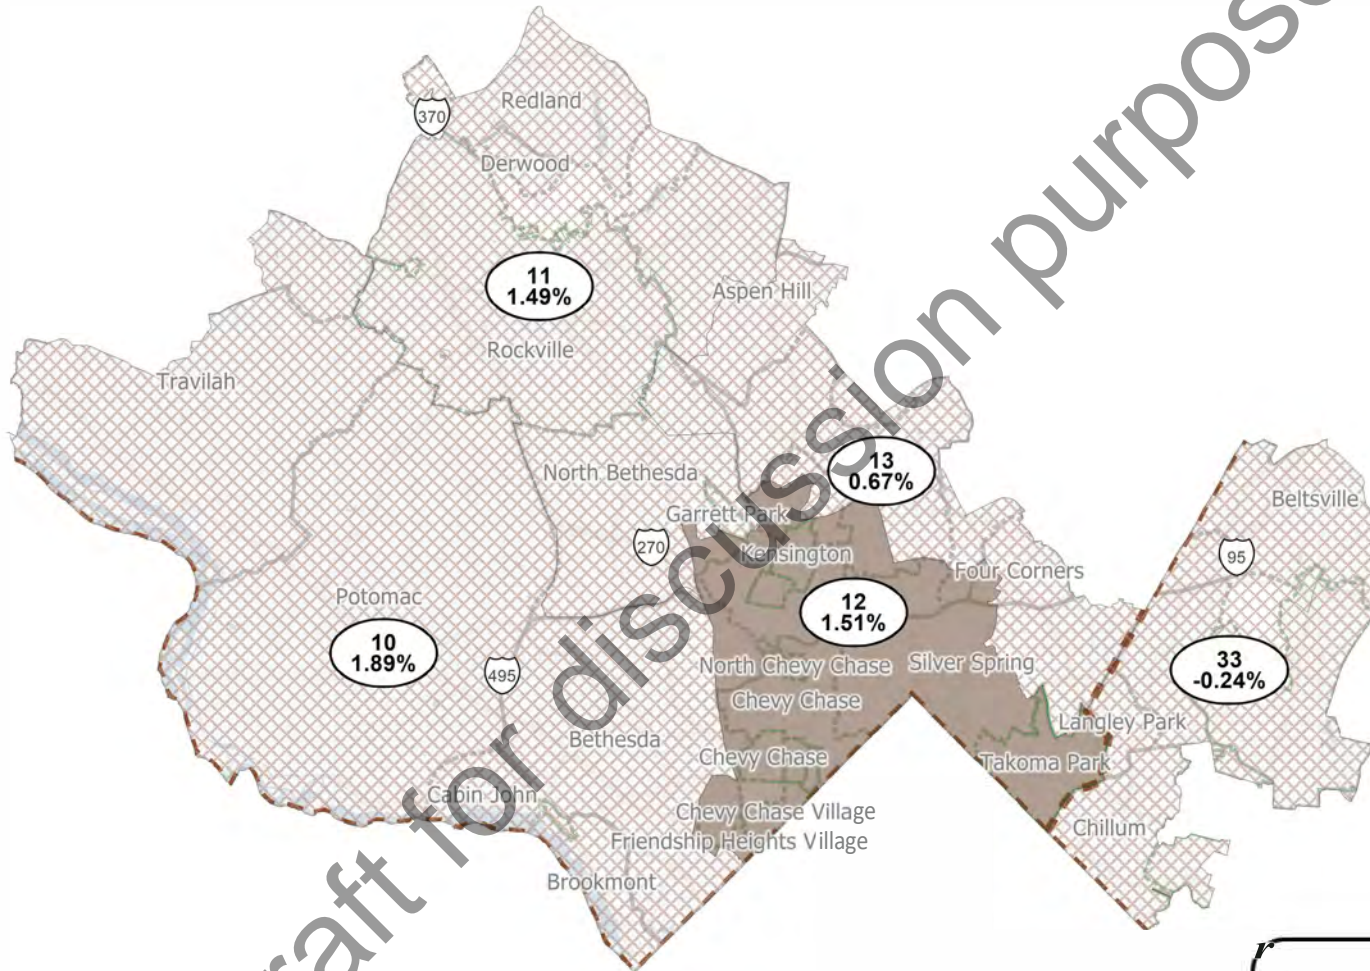 Redland
370
Derwood
11
1.49%
Aspen Hill
Rockville
Travilah
13
0.67%
North Bethesda
Garrett Park
Beltsville
270
Kensington
95
Four Corners
Potomac
12
1.51%
10
1.89%
North Chevy Chase
Silver Spring
33
-0.24%
495
Chevy Chase
Langley Park
Bethesda
Chevy Chase
Takoma Park
Cabin John
Chevy Chase Village
Chillum
Friendship Heights Village
Brookmont
raft for discussion purpose
r